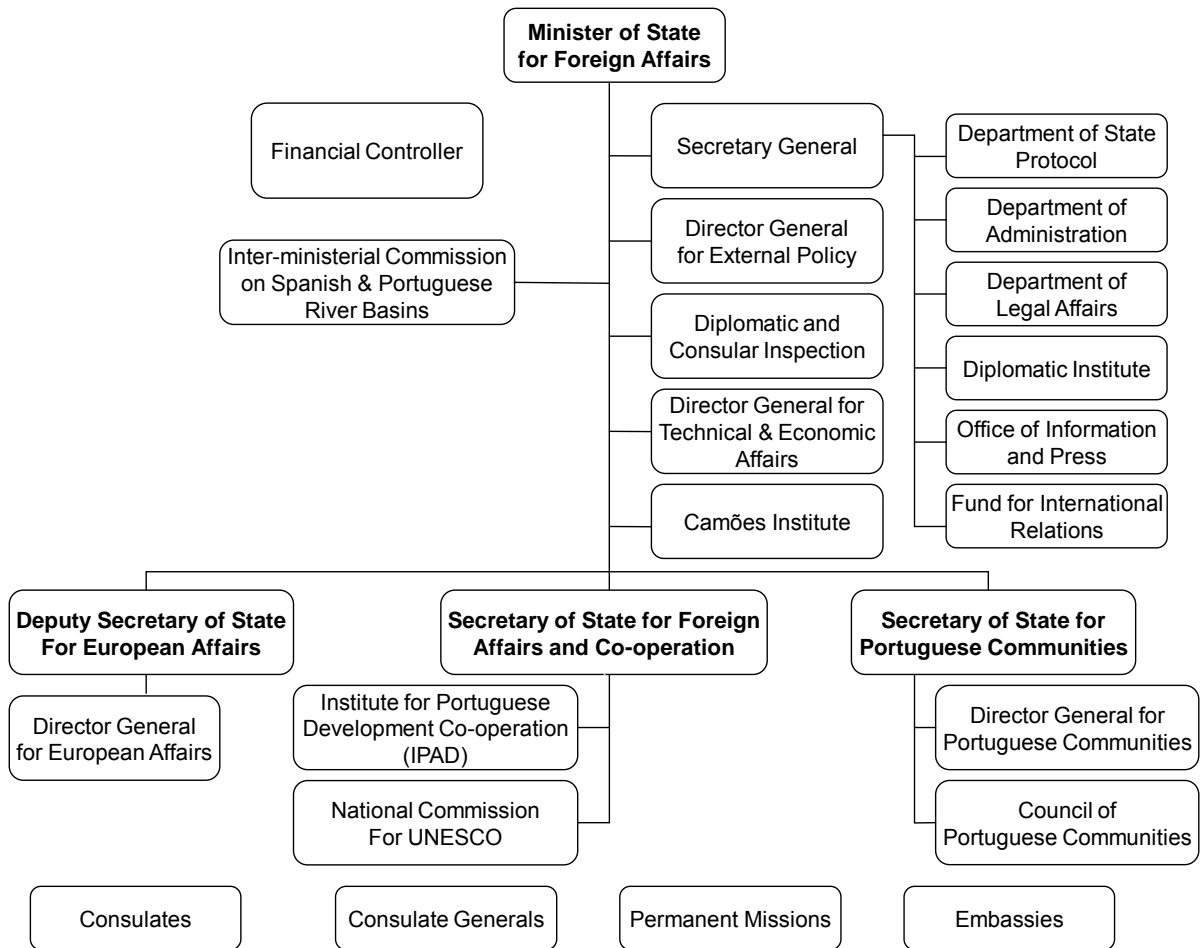 Minister of State
for Foreign Affairs
Financial Controller
Secretary General
Department of State
Protocol
Department of
Administration
Inter-ministerial Commission
on Spanish & Portuguese
River Basins
Director General
for External Policy
Department of
Legal Affairs
Diplomatic and
Consular Inspection
Diplomatic Institute
Director General for
Technical & Economic
Affairs
Office of Information
and Press
Camões Institute
Fund for International
Relations
Deputy Secretary of State
For European Affairs
Secretary of State for Foreign
Affairs and Co-operation
Secretary of State for
Portuguese Communities
Director General
for European Affairs
Institute for Portuguese
Development Co-operation
(IPAD)
Director General for
Portuguese Communities
National Commission
For UNESCO
Council of
Portuguese Communities
Consulates
Consulate Generals
Permanent Missions
Embassies